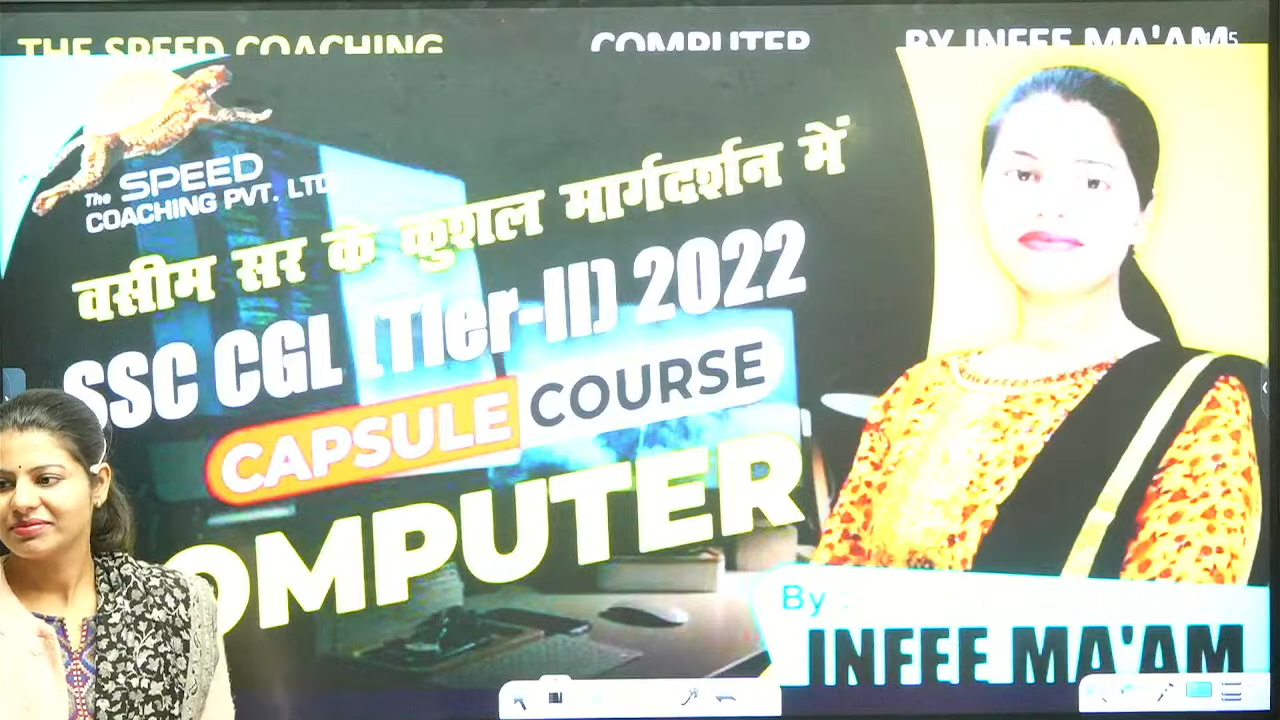 THE SPEED COACHING
COMPUTER
BY INFEE MA'AM
The SPEED
COACHING PVT. LTD
वसीम सर के कुशल मार्गदर्शन में
SSC CGL (TIer-II) 2022
CAPSULE COURSE
OMPUTER
By :
INFEE MA'AM